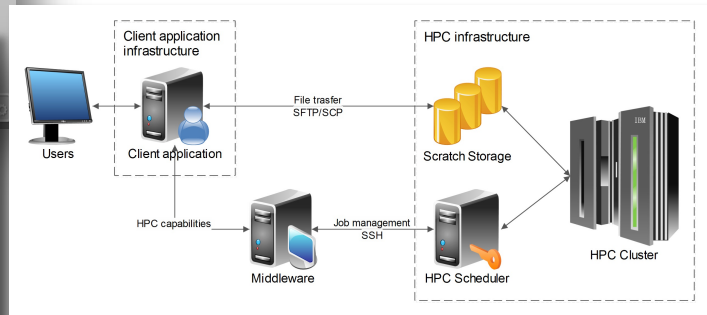 Client application
infrastructure
HPC infrastructure
File trasfer
SFTP/SCP
IBM
Users
Client application
Scratch Storage
HPC capabilities
Job management
SSH
Middleware
HPC Scheduler
HPC Cluster